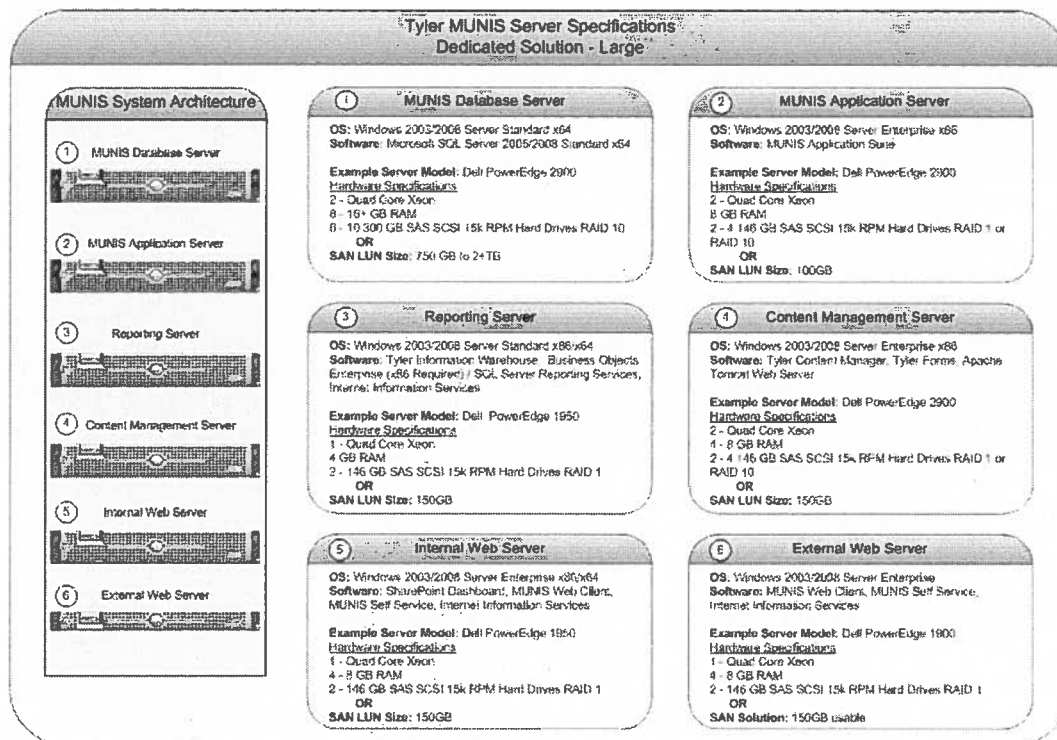 Tyler MUNIS Server Specifications
Dedicated Solution - Large
MUNIS System Architecture
1 MUNIS Database Server
2 MUNIS Application Server
3 Reporting Server
4 Content Management Server
5 Internal Web Server
6 External Web Server
1 MUNIS Database Server
OS: Windows 2003/2008 Server Standard x64
Software: Microsoft SQL Server 2005/2008 Standard x64
Example Server Model: Dell PowerEdge 2900
Hardware Specifications
2 - Quad Core Xeon
8 - 16+ GB RAM
8 - 10 300 GB SAS SCSI 15k RPM Hard Drives RAID 10
OR
SAN LUN Size: 750 GB to 2+TB
2 MUNIS Application Server
OS: Windows 2003/2008 Server Enterprise x86
Software: MUNIS Application Suite
Example Server Model: Dell PowerEdge 2900
Hardware Specifications
2 - Quad Core Xeon
8 GB RAM
2 - 4 146 GB SAS SCSI 15k RPM Hard Drives RAID 1 or
RAID 10
OR
SAN LUN Size: 100GB
3 Reporting Server
OS: Windows 2003/2008 Server Standard x86/x64
Software: Tyler Information Warehouse, Business Objects
Enterprise (x86 Required) / SQL Server Reporting Services,
Internet Information Services
Example Server Model: Dell PowerEdge 1950
Hardware Specifications
1 - Quad Core Xeon
4 GB RAM
2 - 146 GB SAS SCSI 15k RPM Hard Drives RAID 1
OR
SAN LUN Size: 150GB
4 Content Management Server
OS: Windows 2003/2008 Server Enterprise x86
Software: Tyler Content Manager, Tyler Forms, Apache
Tomcat Web Server
Example Server Model: Dell PowerEdge 2900
Hardware Specifications
2 - Quad Core Xeon
4 - 8 GB RAM
2 - 4 146 GB SAS SCSI 15k RPM Hard Drives RAID 1 or
RAID 10
OR
SAN LUN Size: 150GB
5 Internal Web Server
OS: Windows 2003/2008 Server Enterprise x86/x64
Software: SharePoint Dashboard, MUNIS Web Client,
MUNIS Self Service, Internet Information Services
Example Server Model: Dell PowerEdge 1950
Hardware Specifications
1 - Quad Core Xeon
4 - 8 GB RAM
2 - 146 GB SAS SCSI 15k RPM Hard Drives RAID 1
OR
SAN LUN Size: 150GB
6 External Web Server
OS: Windows 2003/2008 Server Enterprise
Software: MUNIS Web Client, MUNIS Self Service,
Internet Information Services
Example Server Model: Dell PowerEdge 1900
Hardware Specifications
1 - Quad Core Xeon
4 - 8 GB RAM
2 - 146 GB SAS SCSI 15k RPM Hard Drives RAID 1
OR
SAN Solution: 150GB usable